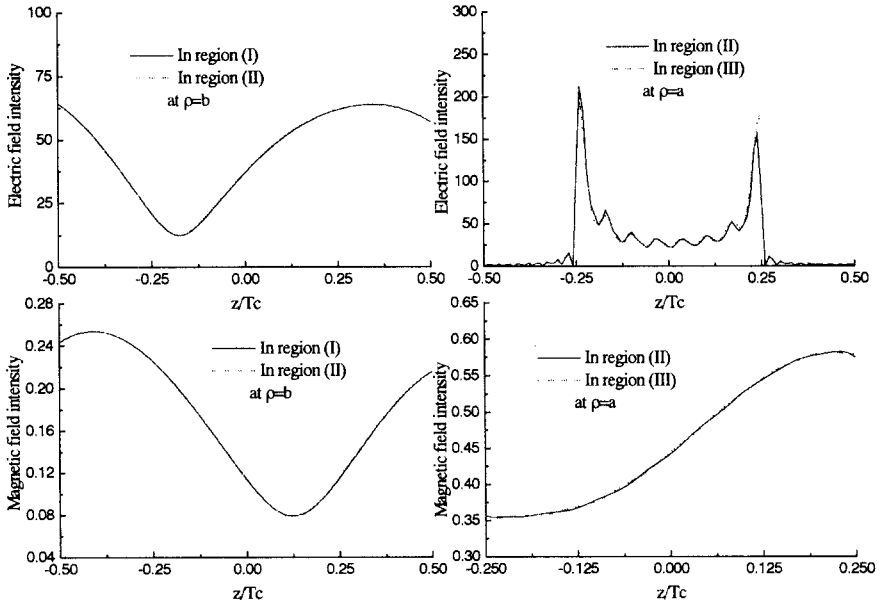 100
75
50
25
0
Electric field intensity
In region (I)
In region (II)
at ρ=b
-0.50
-0.25
0.00
0.25
0.50
z/Tc
300
250
200
150
100
50
0
Electric field intensity
In region (II)
In region (III)
at ρ=a
-0.50
-0.25
0.00
0.25
0.50
z/Tc
0.28
0.24
0.20
0.16
0.12
0.08
0.04
Magnetic field intensity
In region (I)
In region (II)
at ρ=b
-0.50
-0.25
0.00
0.25
0.50
z/Tc
0.65
0.60
0.55
0.50
0.45
0.40
0.35
0.30
Magnetic field intensity
In region (II)
In region (III)
at ρ=a
-0.250
-0.125
0.000
0.125
0.250
z/Tc